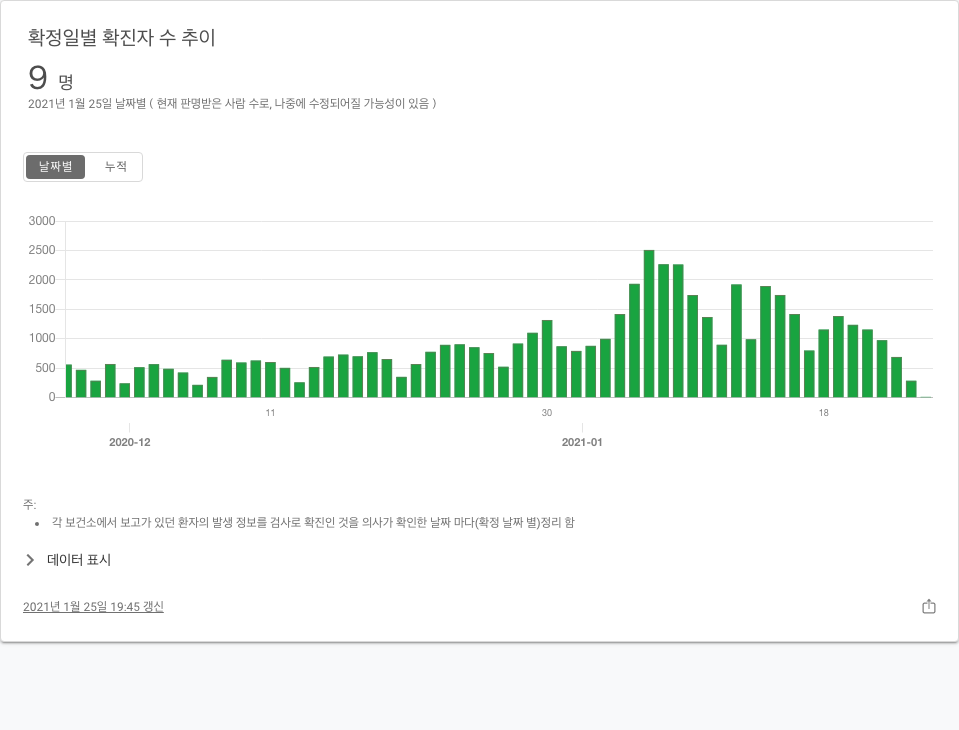 확정일별 확진자 수 추이
9 명
2021년 1월 25일 날짜별 ( 현재 판명받은 사람 수로, 나중에 수정되어질 가능성이 있음 )
날짜별 누적
3000
2500
2000
1500
1000
500
0
11 30 18
2020-12 2021-01
주:
• 각 보건소에서 보고가 있던 환자의 발생 정보를 검사로 확진인 것을 의사가 확인한 날짜 마다(확정 날짜 별)정리 함
데이터 표시
2021년 1월 25일 19:45 갱신